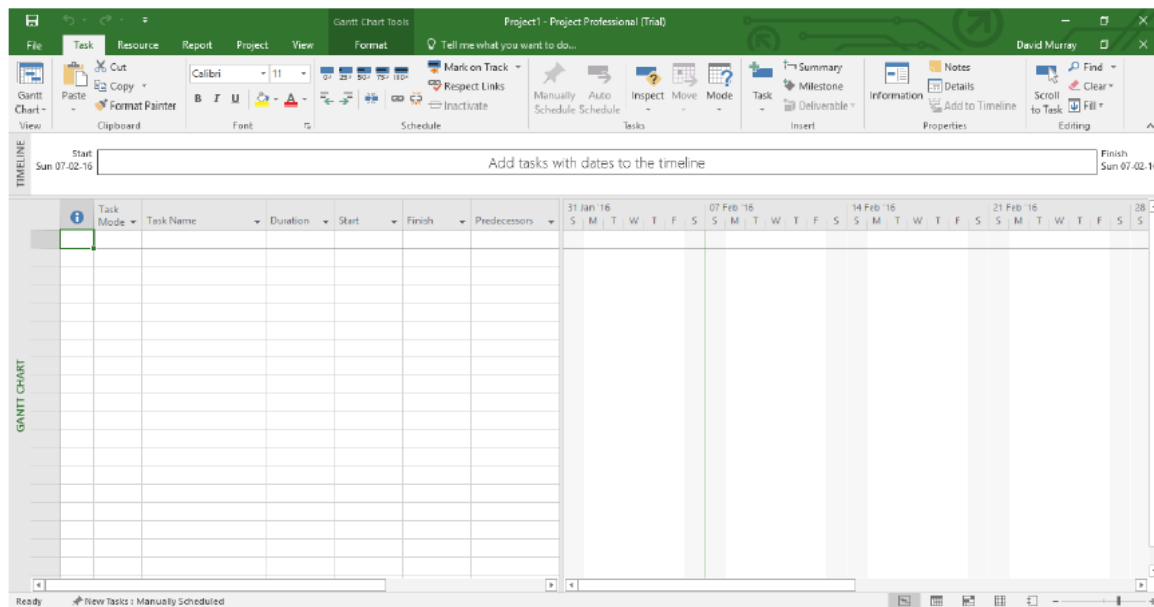 Gantt Chart Tools
Project1 - Project Professional (Trial)
File Task Resource Report Project View Format Tell me what you want to do... David Murray
Gantt Chart
View
Paste
Cut
Copy
Format Painter
Clipboard
Calibri 11
B I U A
Font
Mark on Track
Respect Links
Inactivate
Schedule
Manually Schedule
Auto Schedule
Inspect
Move
Mode
Tasks
Task
Summary
Milestone
Deliverable
Insert
Information
Notes
Details
Add to Timeline
Properties
Scroll to Task
Find
Clear
Fill
Editing
TIMELINE
Start
Sun 07-02-16
Add tasks with dates to the timeline
Finish
Sun 07-02-16
Task Mode
Task Name
Duration
Start
Finish
Predecessors
31 Jan '16 07 Feb '16 14 Feb '16 21 Feb '16 28
S M T W T F S S M T W T F S S M T W T F S S M T W T F S S
GANTT CHART
Ready New Tasks : Manually Scheduled